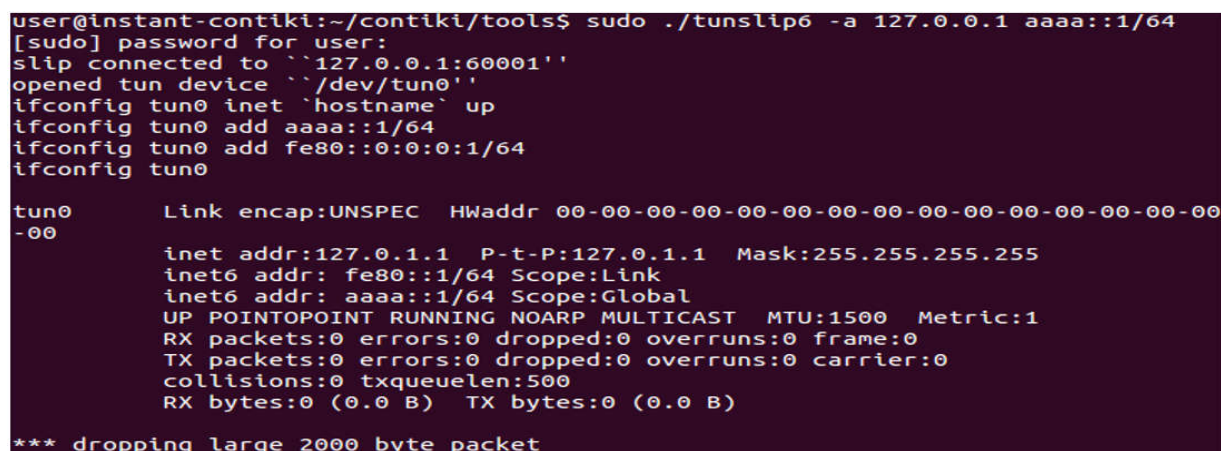 user@instant-contiki:~/contiki/tools$ sudo ./tunslip6 -a 127.0.0.1 aaaa::1/64
[sudo] password for user:
slip connected to ``127.0.0.1:60001''
opened tun device ``/dev/tun0''
ifconfig tun0 inet `hostname` up
ifconfig tun0 add aaaa::1/64
ifconfig tun0 add fe80::0:0:0:1/64
ifconfig tun0
tun0 Link encap:UNSPEC HWaddr 00-00-00-00-00-00-00-00-00-00-00-00-00-00-00
-00
inet addr:127.0.1.1 P-t-P:127.0.1.1 Mask:255.255.255.255
inet6 addr: fe80::1/64 Scope:Link
inet6 addr: aaaa::1/64 Scope:Global
UP POINTOPOINT RUNNING NOARP MULTICAST MTU:1500 Metric:1
RX packets:0 errors:0 dropped:0 overruns:0 frame:0
TX packets:0 errors:0 dropped:0 overruns:0 carrier:0
collisions:0 txqueuelen:500
RX bytes:0 (0.0 B) TX bytes:0 (0.0 B)
*** dropping large 2000 byte packet